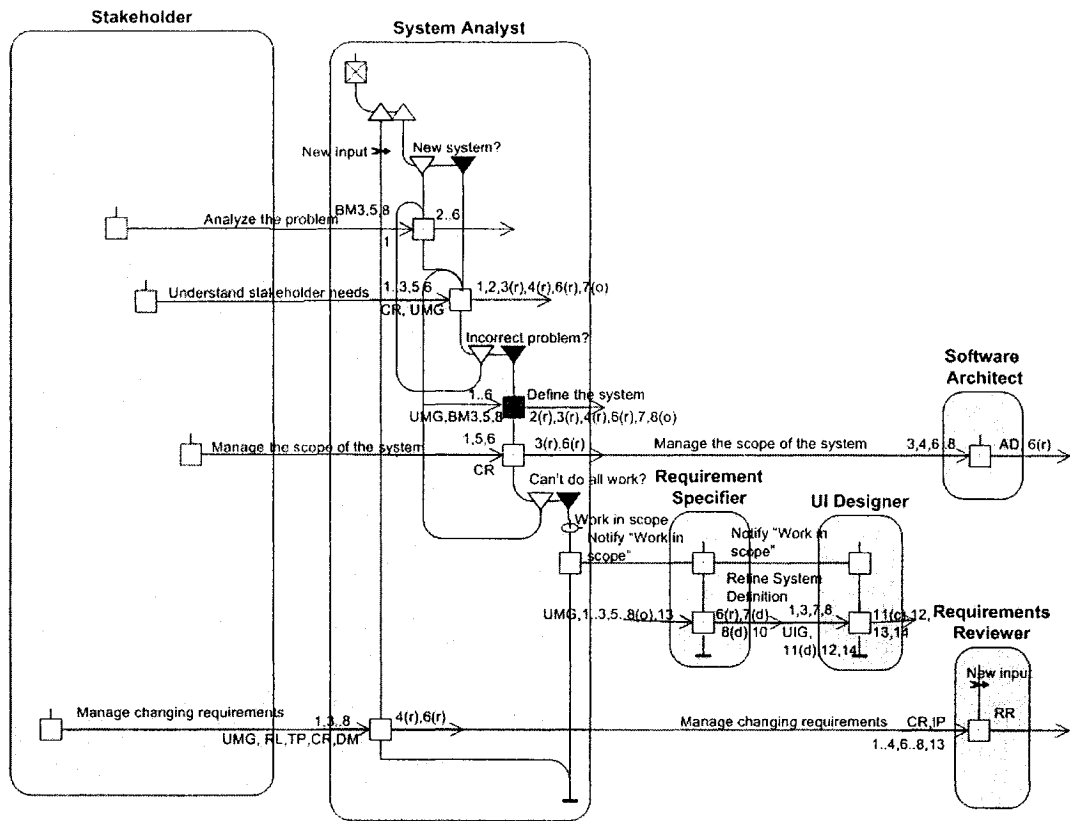 Stakeholder
System Analyst
New input
New system?
BM3,5,8
2..6
Analyze the problem
1
Understand stakeholder needs
1..3,5,6
1,2,3(r),4(r),6(r),7(o)
CR, UMG
Incorrect problem?
Software
Architect
1..6
Define the system
UMG,BM3,5,8
2(r),3(r),4(r),6(r),7,8(o)
Manage the scope of the system
1,5,6
3(r),6(r)
Manage the scope of the system
3,4,6..8
AD
6(r)
CR
Can't do all work?
Requirement
Specifier
UI Designer
Work in scope
Notify "Work in
scope"
Notify "Work in
scope"
Refine System
Definition
UMG,1..3,5..8(o),13
6(r),7(d)
8(d),10
1,3,7,8
UIG,
11(d),12,14
11(c),12,
13,14
Requirements
Reviewer
New input
Manage changing requirements
1,3..8
4(r),6(r)
Manage changing requirements
CR,IP
RR
UMG, RL,TP,CR,DM
1..4,6..8,13